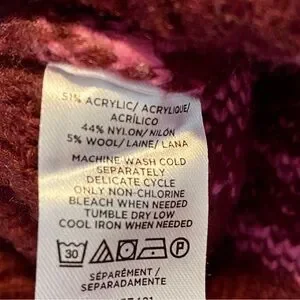 51% ACRYLIC/ ACRYLIQUE/
ACRÍLICO
44% NYLON/ NILÓN
5% WOOL/ LAINE/ LANA
MACHINE WASH COLD
SEPARATELY
DELICATE CYCLE
ONLY NON-CHLORINE
BLEACH WHEN NEEDED
TUMBLE DRY LOW
COOL IRON WHEN NEEDED
30 P
SÉPARÉMENT /
SEPARADAMENTE